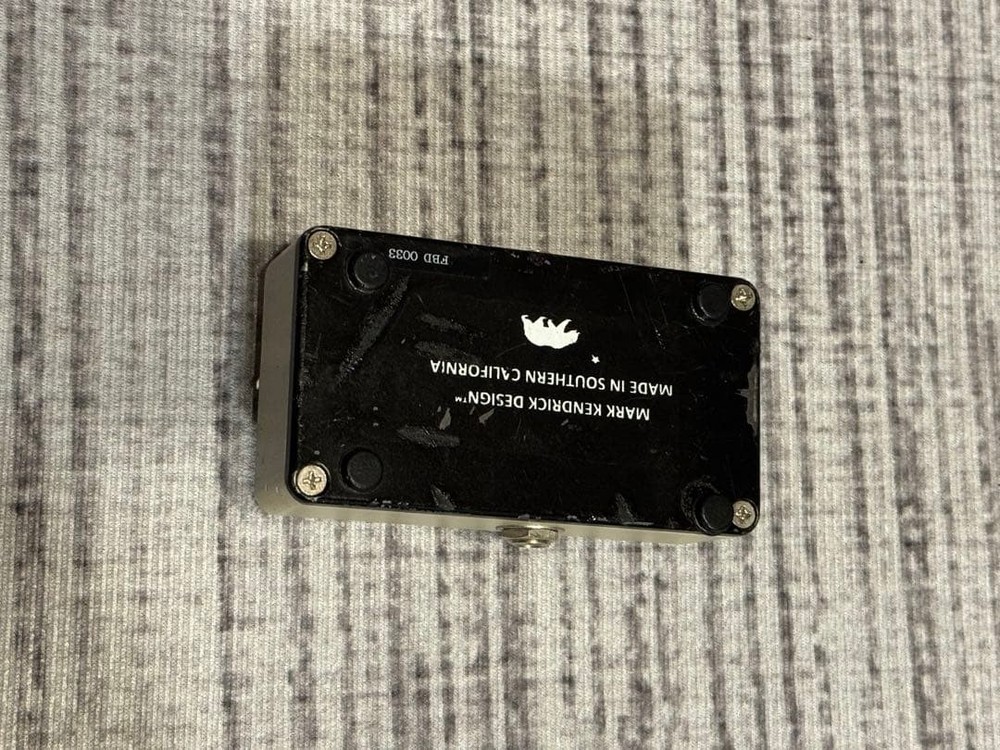 MARK KENDRICK DESIGN™
MADE IN SOUTHERN CALIFORNIA
FBD 0033